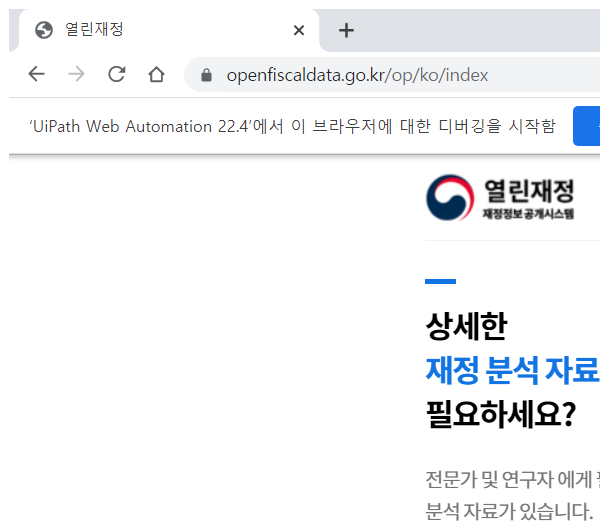 열린재정
openfiscaldata.go.kr/op/ko/index
'UiPath Web Automation 22.4'에서 이 브라우저에 대한 디버깅을 시작함
열린재정
재정정보공개시스템
상세한
재정 분석 자료
필요하세요?
전문가 및 연구자 에게
분석 자료가 있습니다.